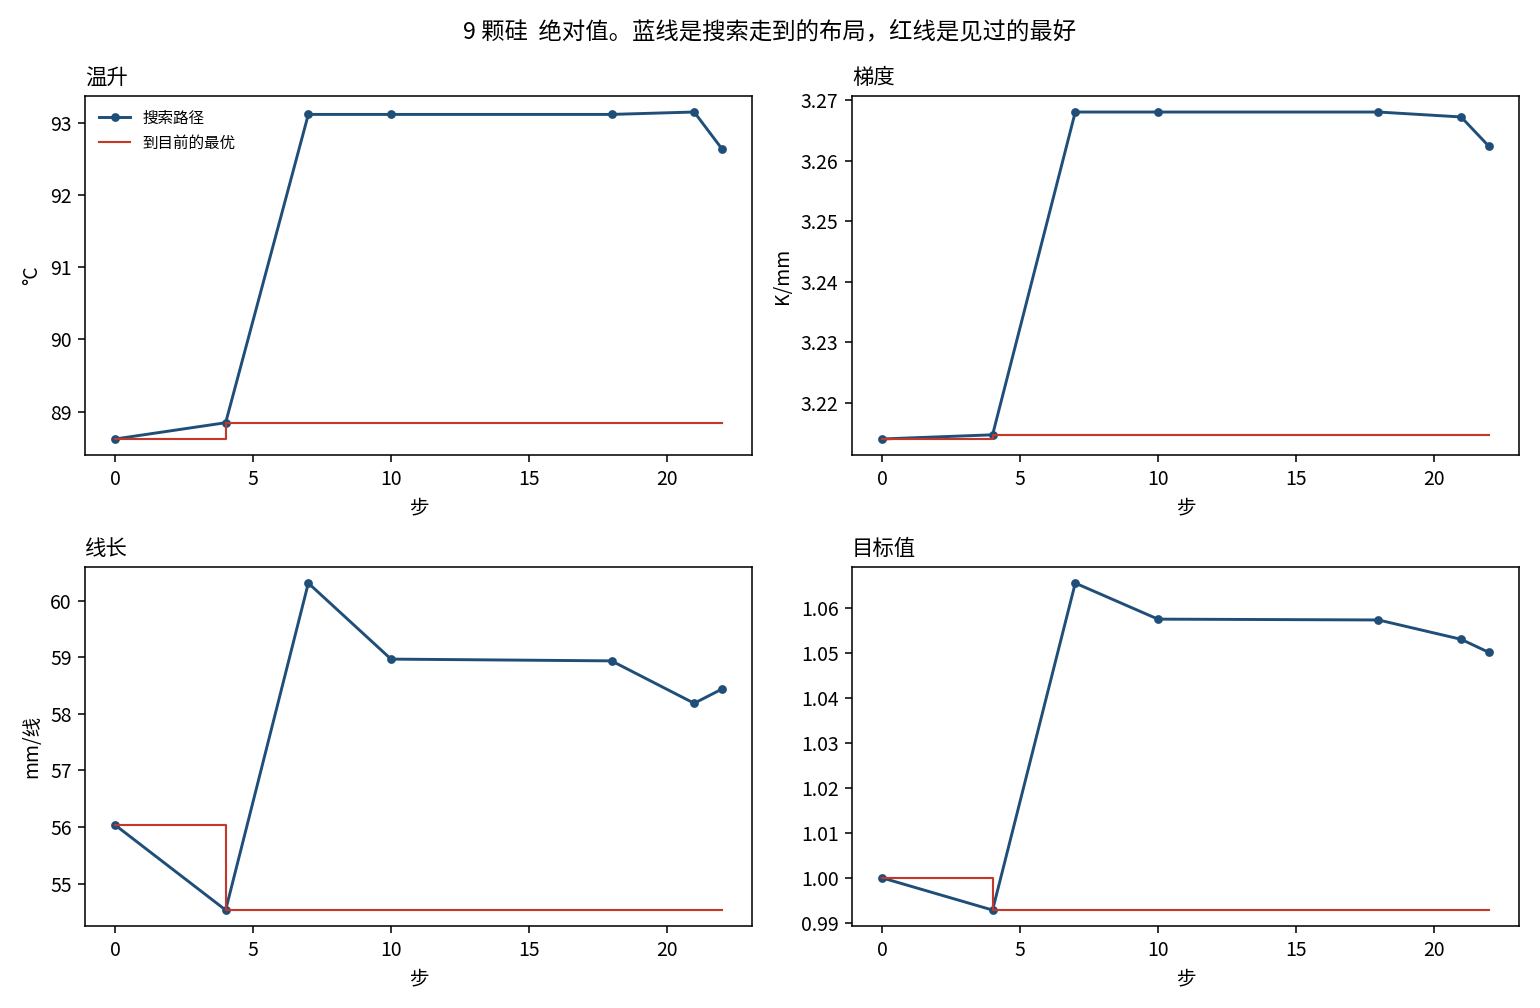 9 颗硅  绝对值。蓝线是搜索走到的布局，红线是见过的最好
温升
搜索路径
到目前的最优
93
92
91
90
89
℃
0 5 10 15 20
步
梯度
3.27
3.26
3.25
3.24
3.23
3.22
K/mm
0 5 10 15 20
步
线长
60
59
58
57
56
55
mm/线
0 5 10 15 20
步
目标值
1.06
1.05
1.04
1.03
1.02
1.01
1.00
0.99
0 5 10 15 20
步